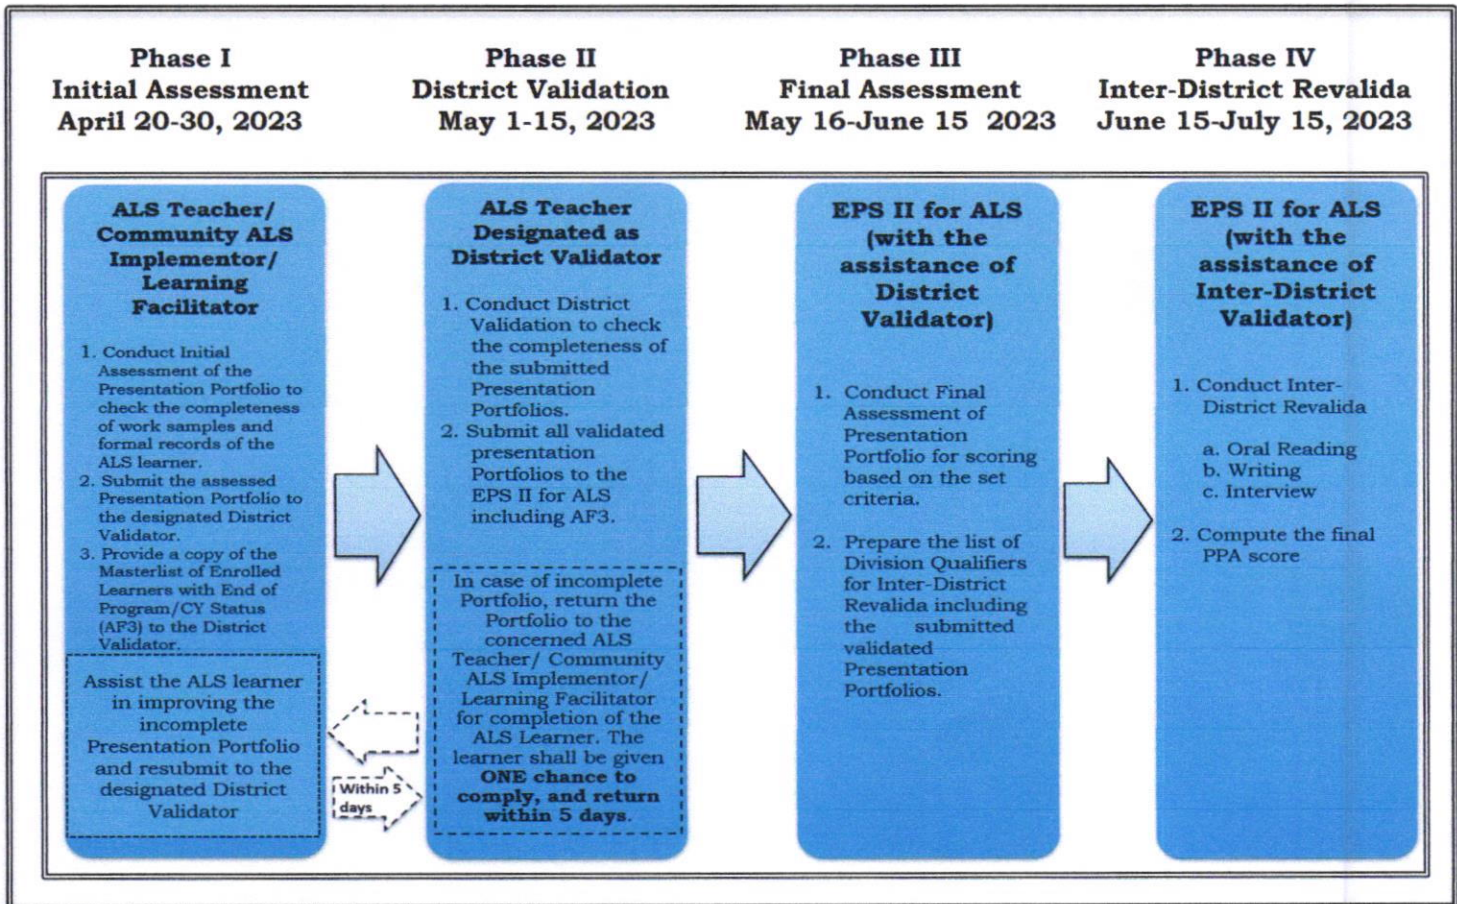 Phase I
Initial Assessment
April 20-30, 2023
Phase II
District Validation
May 1-15, 2023
Phase III
Final Assessment
May 16-June 15 2023
Phase IV
Inter-District Revalida
June 15-July 15, 2023
ALS Teacher/
Community ALS
Implementor/
Learning
Facilitator
1. Conduct Initial
Assessment of the
Presentation Portfolio to
check the completeness
of work samples and
formal records of the
ALS learner.
2. Submit the assessed
Presentation Portfolio to
the designated District
Validator.
3. Provide a copy of the
Masterlist of Enrolled
Learners with End of
Program/CY Status
(AF3) to the District
Validator.
Assist the ALS learner
in improving the
incomplete
Presentation Portfolio
and resubmit to the
designated District
Validator
Within 5
days
ALS Teacher
Designated as
District Validator
1. Conduct District
Validation to check
the completeness of
the submitted
Presentation
Portfolios.
2. Submit all validated
presentation
Portfolios to the
EPS II for ALS
including AF3.
In case of incomplete
Portfolio, return the
Portfolio to the
concerned ALS
Teacher/ Community
ALS Implementor/
Learning Facilitator
for completion of the
ALS Learner. The
learner shall be given
ONE chance to
comply, and return
within 5 days.
EPS II for ALS
(with the
assistance of
District
Validator)
1. Conduct Final
Assessment of
Presentation
Portfolio for scoring
based on the set
criteria.
2. Prepare the list of
Division Qualifiers
for Inter-District
Revalida including
the submitted
validated
Presentation
Portfolios.
EPS II for ALS
(with the
assistance of
Inter-District
Validator)
1. Conduct Inter-
District Revalida
a. Oral Reading
b. Writing
c. Interview
2. Compute the final
PPA score